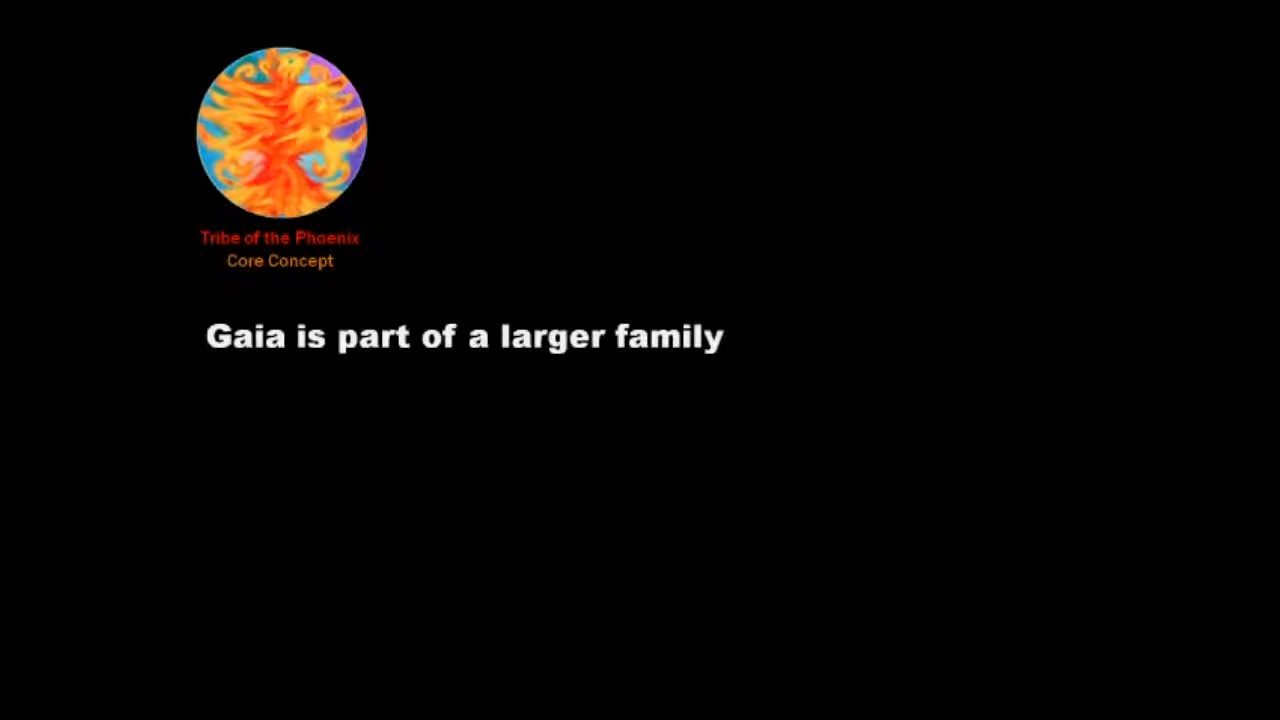 Tribe of the Phoenix
Core Concept
Gaia is part of a larger family